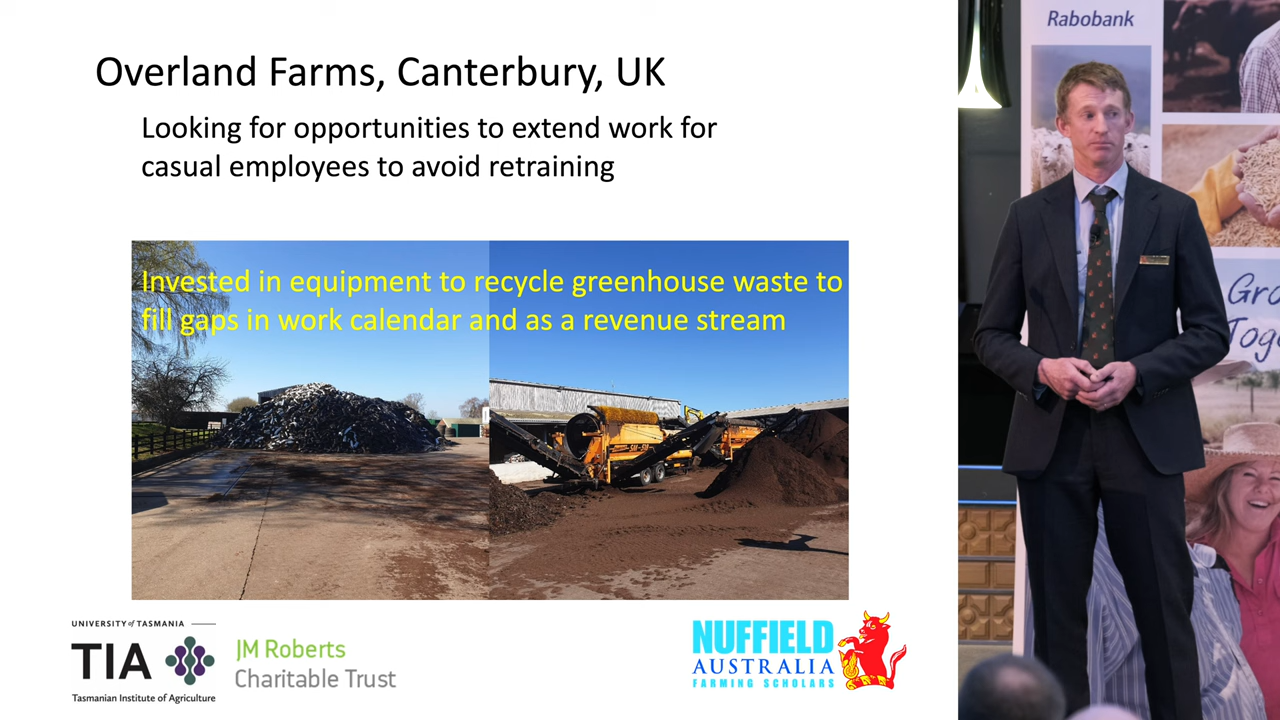 Overland Farms, Canterbury, UK
Looking for opportunities to extend work for
casual employees to avoid retraining
Invested in equipment to recycle greenhouse waste to
fill gaps in work calendar and as a revenue stream
UNIVERSITY of TASMANIA
TIA
Tasmanian Institute of Agriculture
JM Roberts
Charitable Trust
NUFFIELD
AUSTRALIA
FARMING SCHOLARS
Rabobank